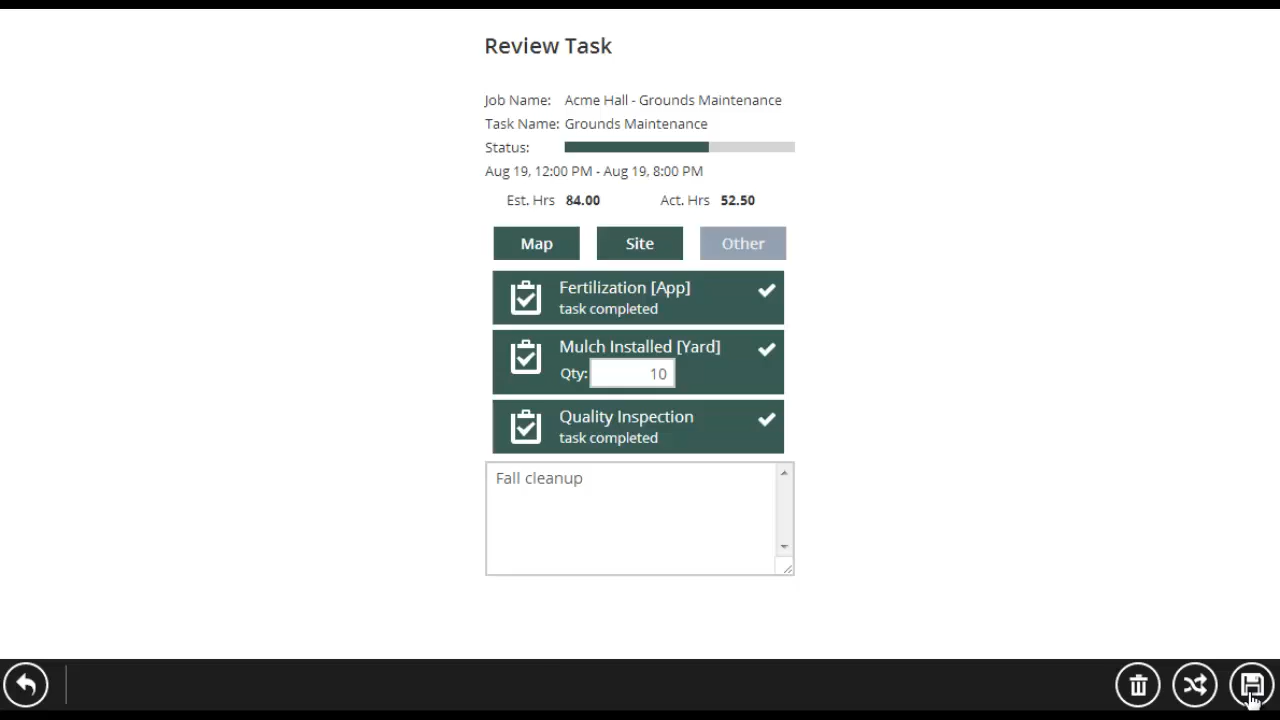 Review Task
Job Name: Acme Hall - Grounds Maintenance
Task Name: Grounds Maintenance
Status:
Aug 19, 12:00 PM - Aug 19, 8:00 PM
Est. Hrs 84.00 Act. Hrs 52.50
Map Site Other
Fertilization [App]
task completed
Mulch Installed [Yard]
Qty: 10
Quality Inspection
task completed
Fall cleanup